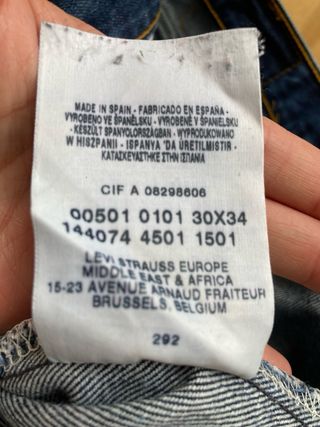 MADE IN SPAIN - FABRICADO EN ESPAÑA -
VYROBENO VE ŠPANĚLSKU - VYROBENÉ V ŠPANIELSKU
- KÉSZÜLT SPANYOLORSZÁGBAN - WYPRODUKOWANO
W HISZPANII - ISPANYA 'DA ÜRETILMISTIR -
ΚΑΤΑΣΚΕΥΑΣΤΗΚΕ ΣΤΗΝ ΙΣΠΑΝΙΑ
CIF A 08298606
00501 0101 30X34
144074 4501 1501
LEVI STRAUSS EUROPE
MIDDLE EAST & AFRICA
15-23 AVENUE ARNAUD FRAITEUR
BRUSSELS, BELGIUM
292